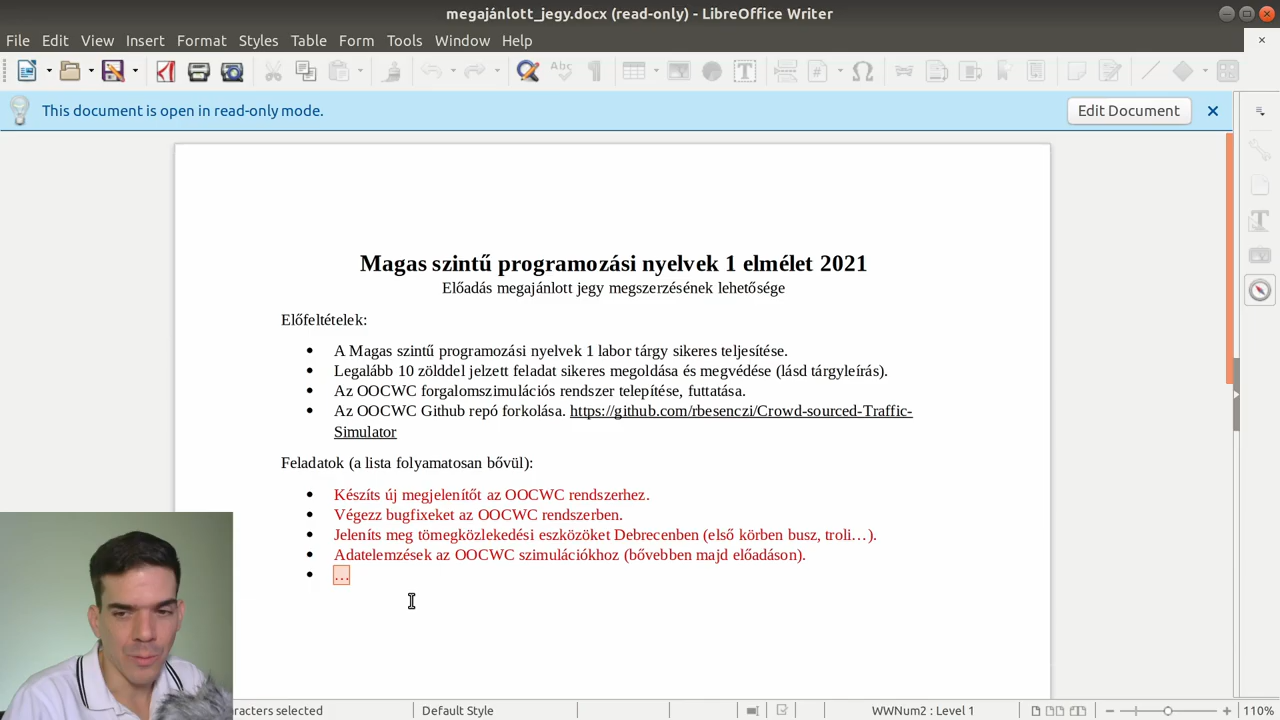 megajánlott_jegy.docx (read-only) - LibreOffice Writer
File Edit View Insert Format Styles Table Form Tools Window Help
This document is open in read-only mode.
Edit Document
Magas szintű programozási nyelvek 1 elmélet 2021
Előadás megajánlott jegy megszerzésének lehetősége
Előfeltételek:
• A Magas szintű programozási nyelvek 1 labor tárgy sikeres teljesítése.
• Legalább 10 zölddel jelzett feladat sikeres megoldása és megvédése (lásd tárgyleírás).
• Az OOCWC forgalomszimulációs rendszer telepítése, futtatása.
• Az OOCWC Github repó forkolása. https://github.com/rbesenczi/Crowd-sourced-Traffic-
Simulator
Feladatok (a lista folyamatosan bővül):
• Készíts új megjelenítőt az OOCWC rendszerhez.
• Végezz bugfixeket az OOCWC rendszerben.
• Jeleníts meg tömegközlekedési eszközöket Debrecenben (első körben busz, troli…).
• Adatelemzések az OOCWC szimulációkhoz (bővebben majd előadáson).
• …
aracters selected Default Style WWNum2 : Level 1 110%